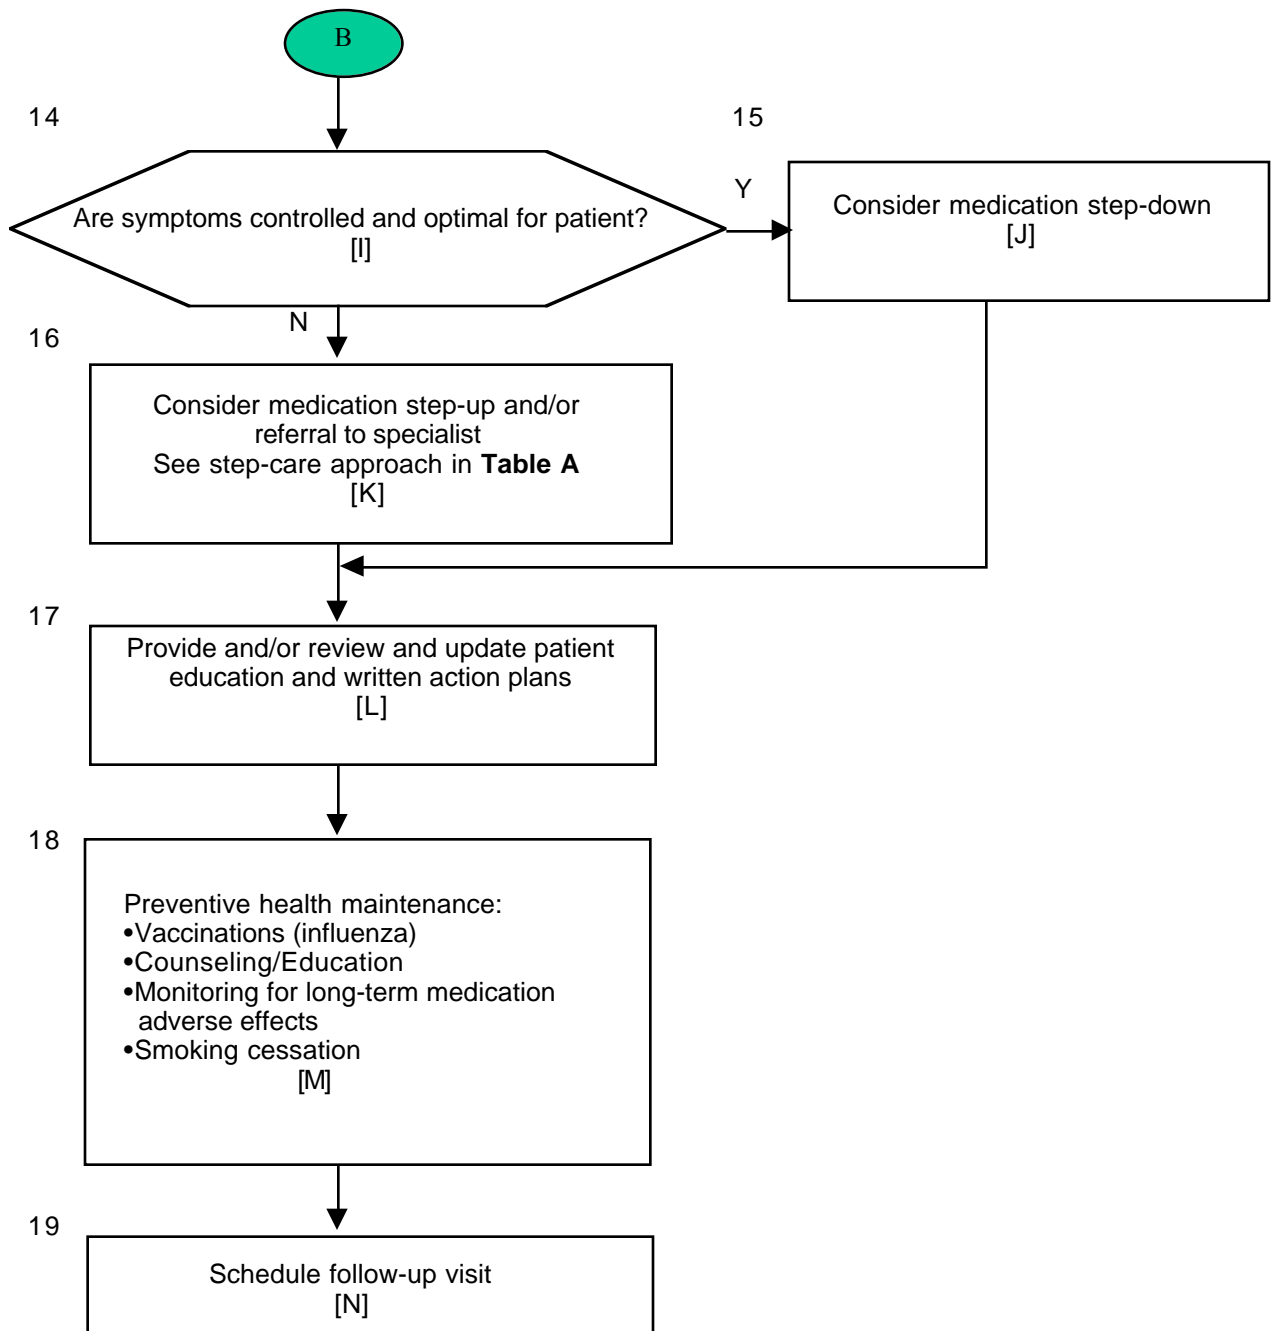 B
14
15
Are symptoms controlled and optimal for patient?
[I]
Y
Consider medication step-down
[J]
N
16
Consider medication step-up and/or
referral to specialist
See step-care approach in Table A
[K]
17
Provide and/or review and update patient
education and written action plans
[L]
18
Preventive health maintenance:
•Vaccinations (influenza)
•Counseling/Education
•Monitoring for long-term medication
adverse effects
•Smoking cessation
[M]
19
Schedule follow-up visit
[N]